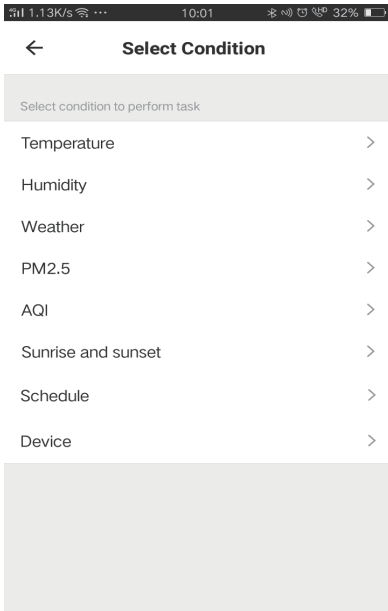 1.13K/s ··· 10:01 32%
Select Condition
Select condition to perform task
Temperature
Humidity
Weather
PM2.5
AQI
Sunrise and sunset
Schedule
Device